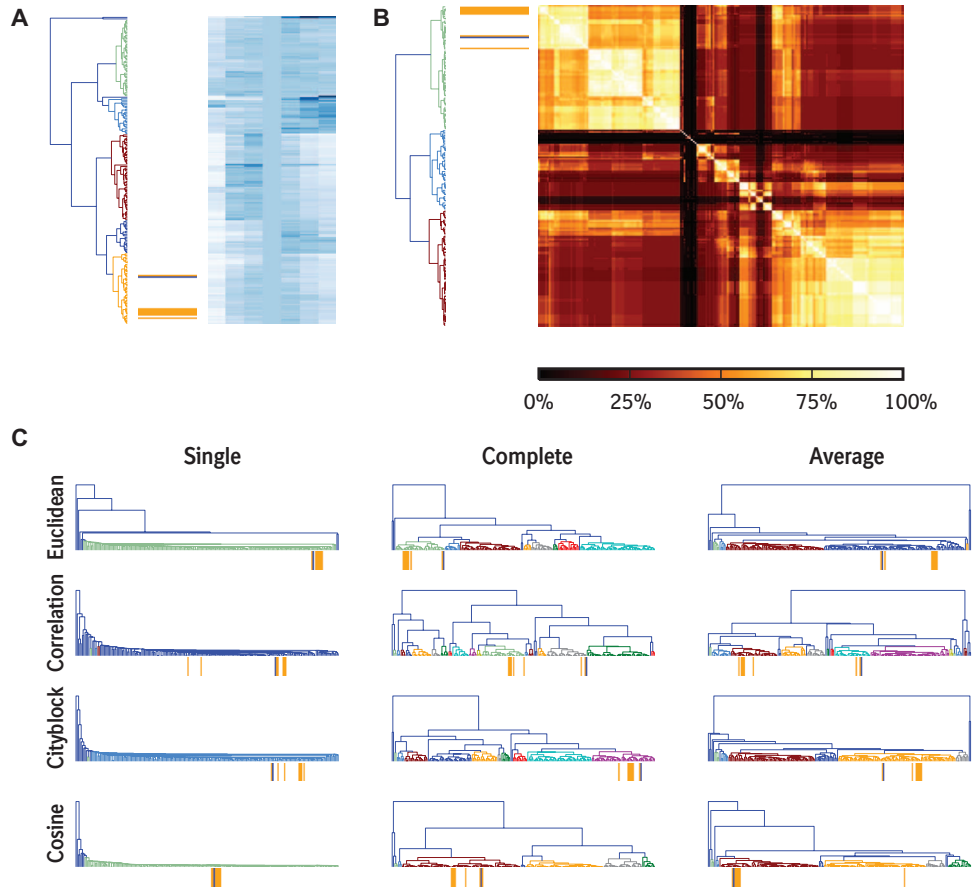 A
B
0% 25% 50% 75% 100%
C
Single Complete Average
Euclidean
Correlation
Cityblock
Cosine